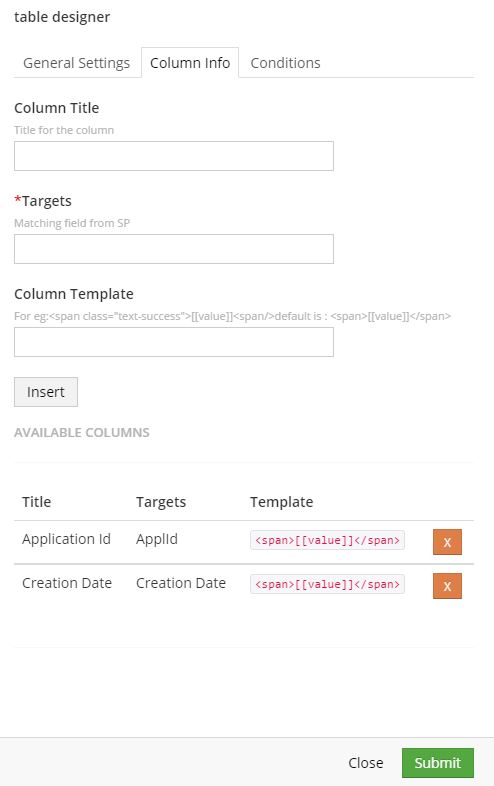 table designer
General Settings Column Info Conditions
Column Title
Title for the column
*Targets
Matching field from SP
Column Template
For eg:<span class="text-success">[[value]]<span/>default is : <span>[[value]]</span>
Insert
AVAILABLE COLUMNS
Title Targets Template
Application Id ApplId <span>[[value]]</span> X
Creation Date Creation Date <span>[[value]]</span> X
Close Submit